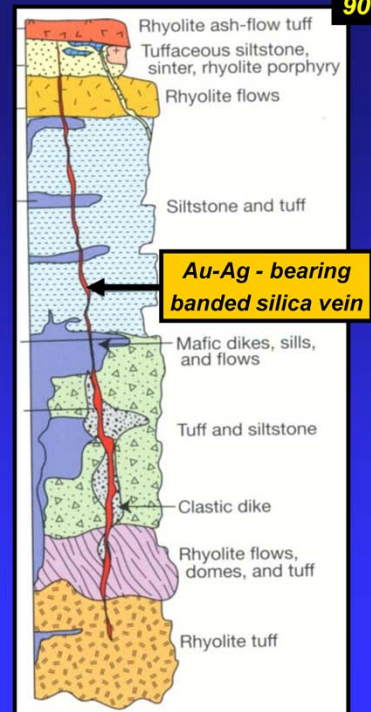 90
Rhyolite ash-flow tuff
Tuffaceous siltstone,
sinter, rhyolite porphyry
Rhyolite flows
Siltstone and tuff
Au-Ag - bearing
banded silica vein
Mafic dikes, sills,
and flows
Tuff and siltstone
Clastic dike
Rhyolite flows,
domes, and tuff
Rhyolite tuff